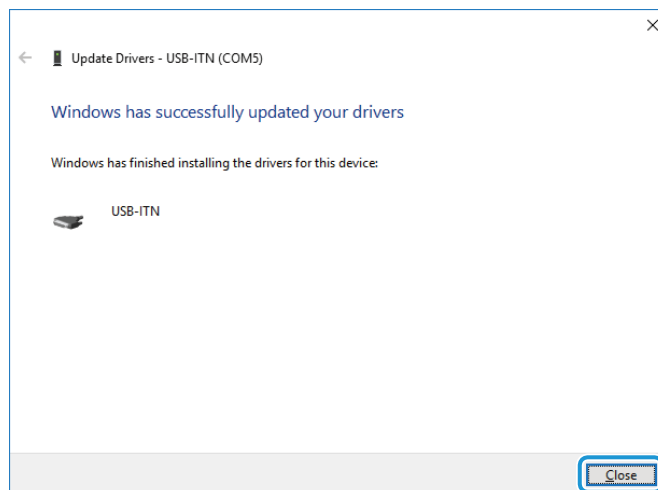 Update Drivers - USB-ITN (COM5)
Windows has successfully updated your drivers
Windows has finished installing the drivers for this device:
USB-ITN
Close